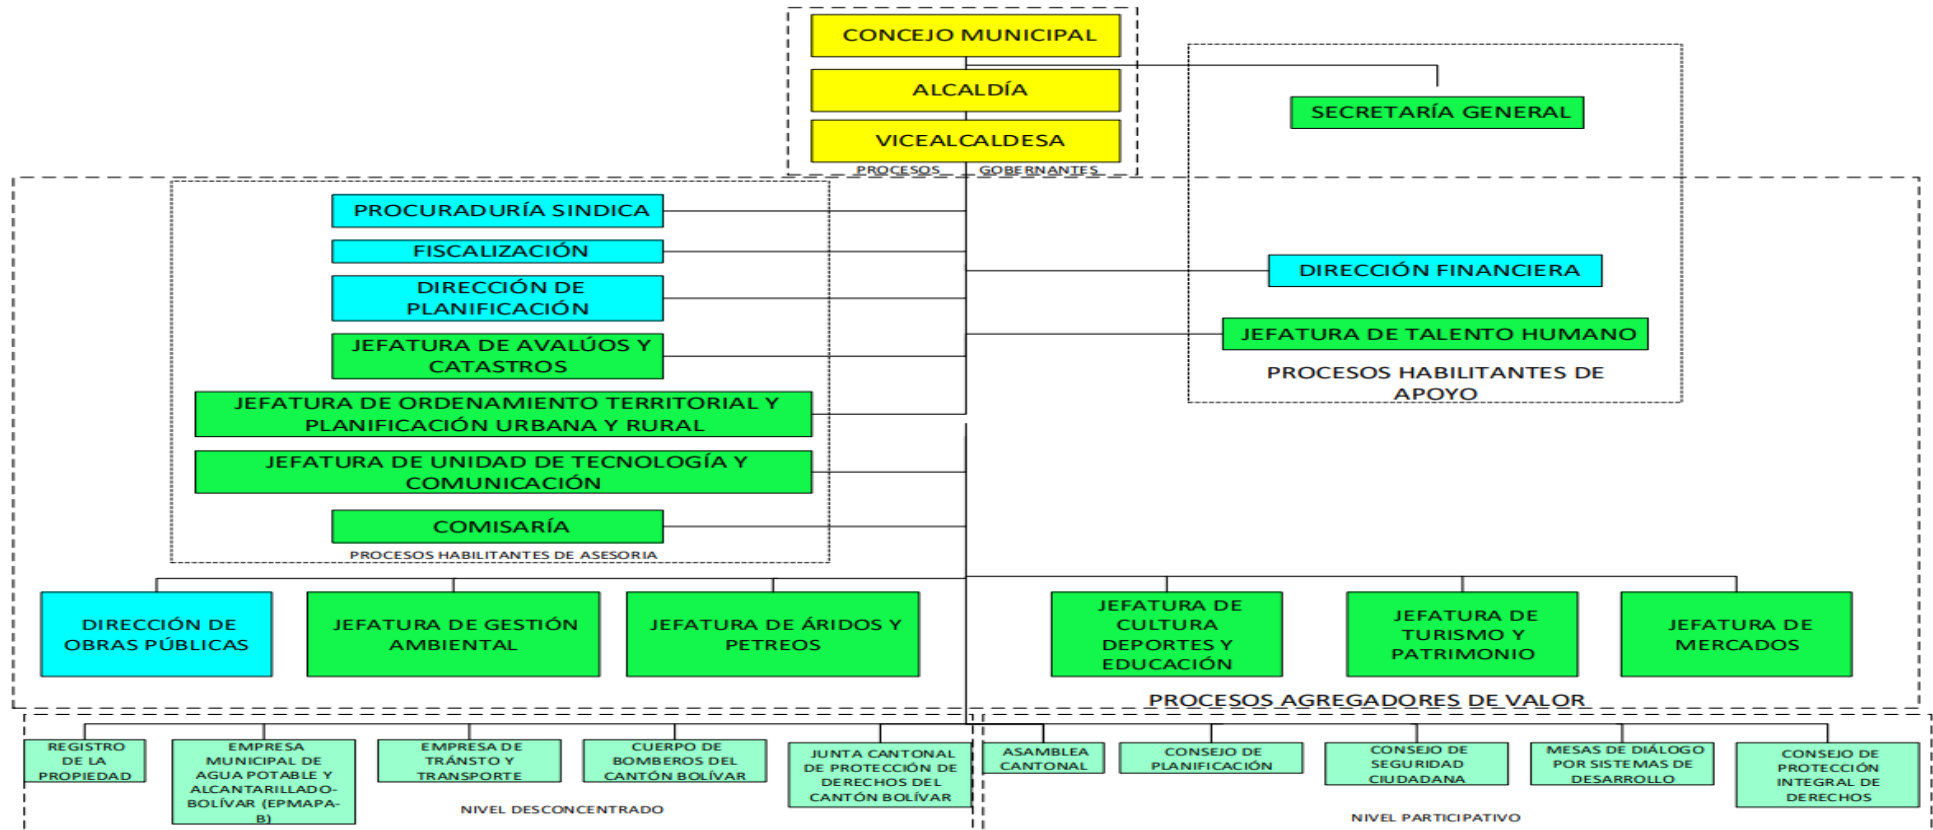 CONCEJO MUNICIPAL
ALCALDÍA
VICEALCALDESA
PROCESOS GOBERNANTES
SECRETARÍA GENERAL
DIRECCIÓN FINANCIERA
JEFATURA DE TALENTO HUMANO
PROCESOS HABILITANTES DE
APOYO
PROCURADURÍA SINDICA
FISCALIZACIÓN
DIRECCIÓN DE
PLANIFICACIÓN
JEFATURA DE AVALÚOS Y
CATASTROS
JEFATURA DE ORDENAMIENTO TERRITORIAL Y
PLANIFICACIÓN URBANA Y RURAL
JEFATURA DE UNIDAD DE TECNOLOGÍA Y
COMUNICACIÓN
COMISARÍA
PROCESOS HABILITANTES DE ASESORIA
DIRECCIÓN DE
OBRAS PÚBLICAS
JEFATURA DE GESTIÓN
AMBIENTAL
JEFATURA DE ÁRIDOS Y
PETREOS
JEFATURA DE
CULTURA
DEPORTES Y
EDUCACIÓN
JEFATURA DE
TURISMO Y
PATRIMONIO
JEFATURA DE
MERCADOS
PROCESOS AGREGADORES DE VALOR
REGISTRO
DE LA
PROPIEDAD
EMPRESA
MUNICIPAL DE
AGUA POTABLE Y
ALCANTARILLADO-
BOLÍVAR (EPMAPA-
B)
EMPRESA DE
TRÁNSTO Y
TRANSPORTE
CUERPO DE
BOMBEROS DEL
CANTÓN BOLÍVAR
JUNTA CANTONAL
DE PROTECCIÓN DE
DERECHOS DEL
CANTÓN BOLÍVAR
NIVEL DESCONCENTRADO
ASAMBLEA
CANTONAL
CONSEJO DE
PLANIFICACIÓN
CONSEJO DE
SEGURIDAD
CIUDADANA
MESAS DE DIÁLOGO
POR SISTEMAS DE
DESARROLLO
CONSEJO DE
PROTECCIÓN
INTEGRAL DE
DERECHOS
NIVEL PARTICIPATIVO